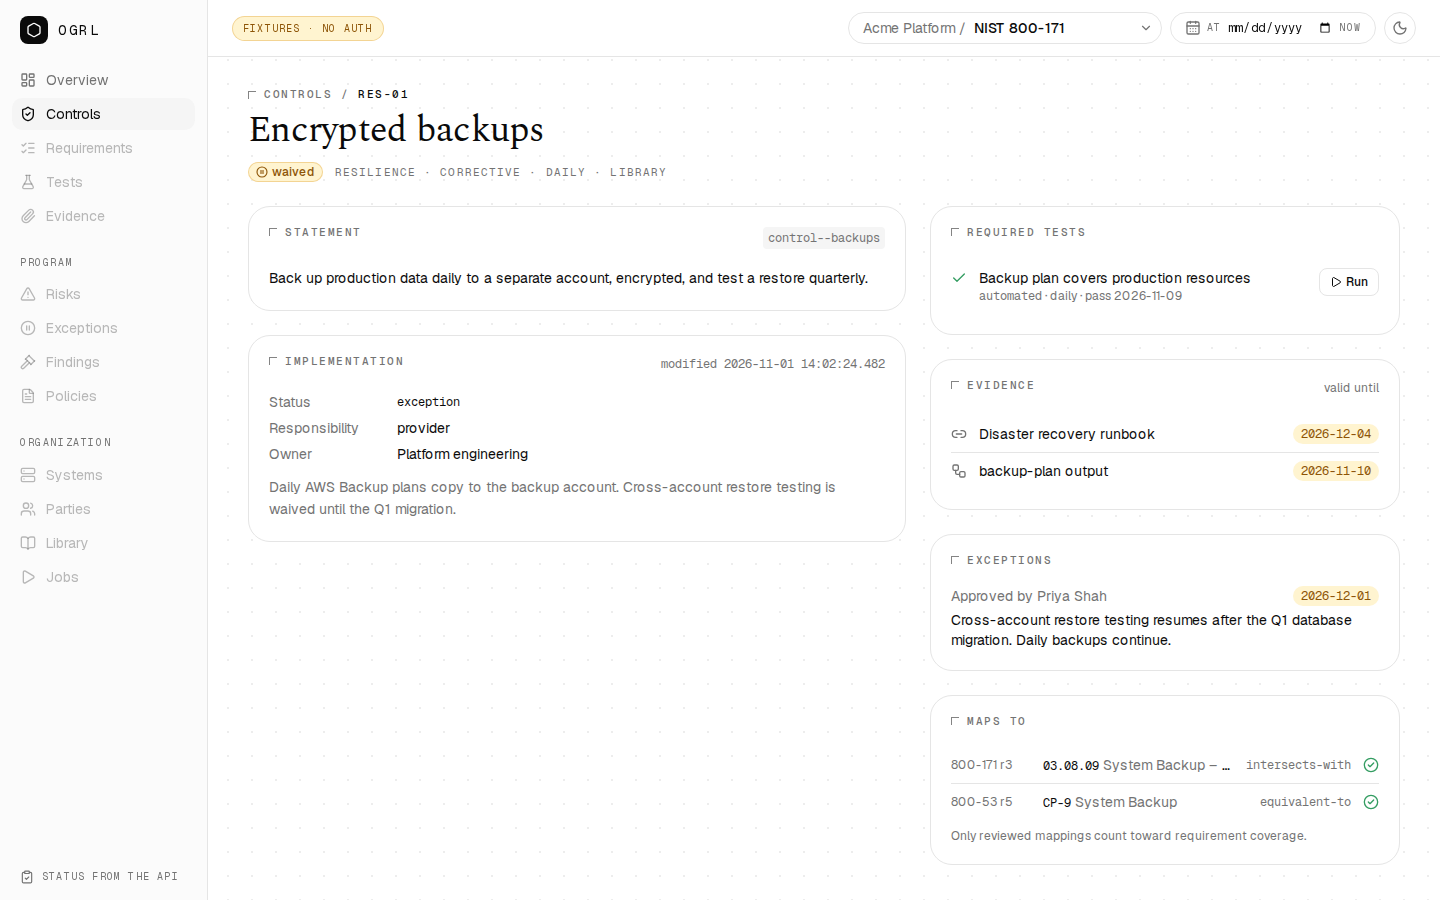 OGRL
FIXTURES · NO AUTH
Acme Platform / NIST 800-171
AT mm/dd/yyyy NOW
Overview
Controls
Requirements
Tests
Evidence
PROGRAM
Risks
Exceptions
Findings
Policies
ORGANIZATION
Systems
Parties
Library
Jobs
STATUS FROM THE API
CONTROLS / RES-01
Encrypted backups
waived RESILIENCE · CORRECTIVE · DAILY · LIBRARY
STATEMENT
control--backups
Back up production data daily to a separate account, encrypted, and test a restore quarterly.
IMPLEMENTATION
modified 2026-11-01 14:02:24.482
Status exception
Responsibility provider
Owner Platform engineering
Daily AWS Backup plans copy to the backup account. Cross-account restore testing is
waived until the Q1 migration.
REQUIRED TESTS
Backup plan covers production resources
automated · daily · pass 2026-11-09
Run
EVIDENCE
valid until
Disaster recovery runbook 2026-12-04
backup-plan output 2026-11-10
EXCEPTIONS
Approved by Priya Shah 2026-12-01
Cross-account restore testing resumes after the Q1 database
migration. Daily backups continue.
MAPS TO
800-171 r3 03.08.09 System Backup – … intersects-with
800-53 r5 CP-9 System Backup equivalent-to
Only reviewed mappings count toward requirement coverage.